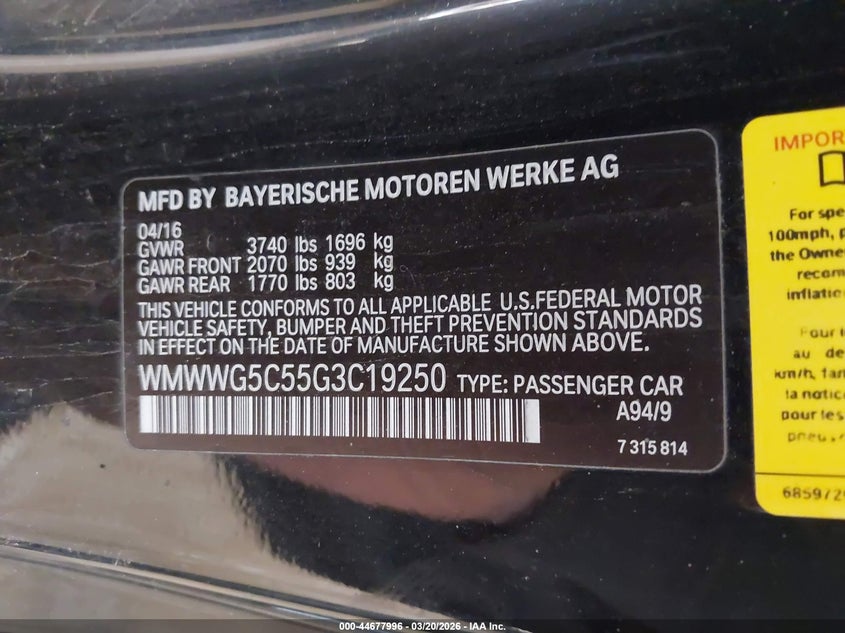 MFD BY BAYERISCHE MOTOREN WERKE AG
04/16
GVWR 3740 lbs 1696 kg
GAWR FRONT 2070 lbs 939 kg
GAWR REAR 1770 lbs 803 kg
THIS VEHICLE CONFORMS TO ALL APPLICABLE U.S.FEDERAL MOTOR
VEHICLE SAFETY, BUMPER AND THEFT PREVENTION STANDARDS
IN EFFECT ON THE DATE OF MANUFACTURE SHOWN ABOVE.
WMWWG5C55G3C19250 TYPE: PASSENGER CAR
A94/9
7 315 814
IMPOR
For spe
100mph, p
the Owne
recom
inflatio
Four l
au de
km/h, fan
la notic
pour les
pneu
685972
000-44677996 - 03/20/2026 - IAA Inc.